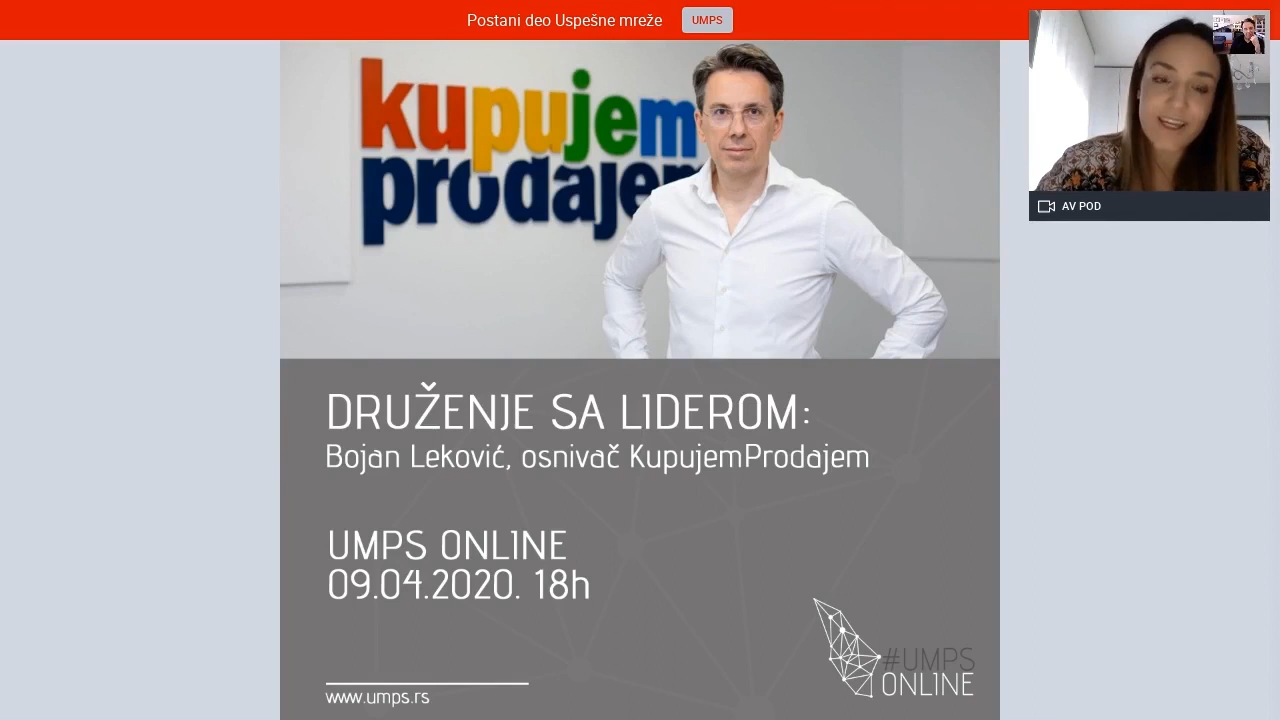 Postani deo Uspešne mreže
UMPS
kupujem
prodajem
AV POD
DRUŽENJE SA LIDEROM:
Bojan Leković, osnivač KupujemProdajem
UMPS ONLINE
09.04.2020. 18h
#UMPS
ONLINE
www.umps.rs